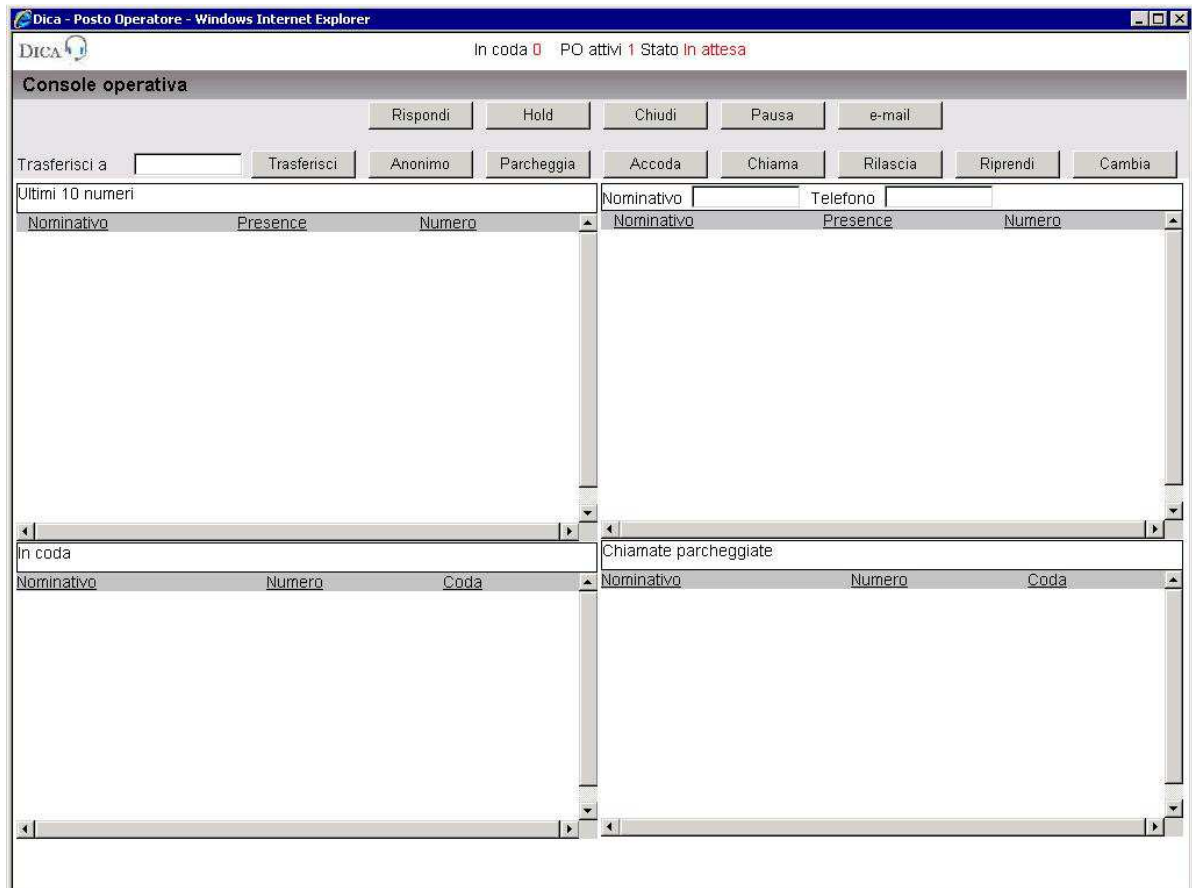 Dica - Posto Operatore - Windows Internet Explorer
DICA In coda 0 PO attivi 1 Stato In attesa
Console operativa
Rispondi Hold Chiudi Pausa e-mail
Trasferisci a Trasferisci Anonimo Parcheggia Accoda Chiama Rilascia Riprendi Cambia
Ultimi 10 numeri
Nominativo Presence Numero
Nominativo Telefono
Nominativo Presence Numero
In coda
Nominativo Numero Coda
Chiamate parcheggiate
Nominativo Numero Coda